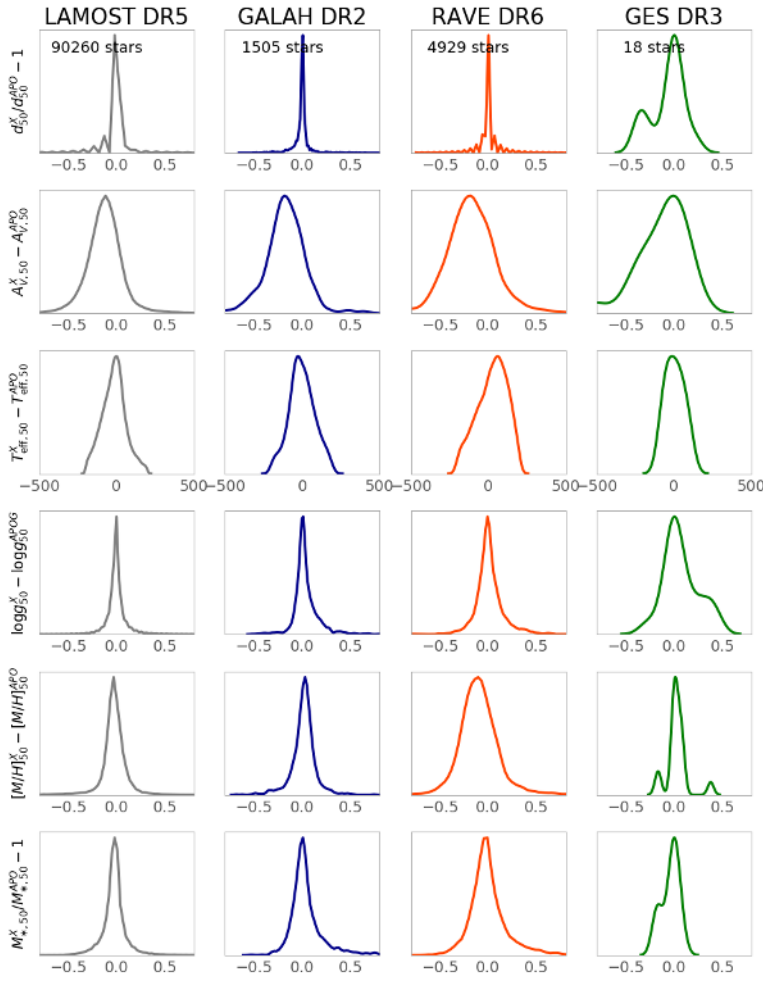 LAMOST DR5 GALAH DR2 RAVE DR6 GES DR3
90260 stars 1505 stars 4929 stars 18 stars
d^X_50/d^APO_50 − 1
−0.5 0.0 0.5 −0.5 0.0 0.5 −0.5 0.0 0.5 −0.5 0.0 0.5
A^X_V,50 − A^APO_V,50
−0.5 0.0 0.5 −0.5 0.0 0.5 −0.5 0.0 0.5 −0.5 0.0 0.5
T^X_eff,50 − T^APO_eff,50
−500 0 500 −500 0 500 −500 0 500 −500 0 500
logg^X_50 − logg^APOG_50
−0.5 0.0 0.5 −0.5 0.0 0.5 −0.5 0.0 0.5 −0.5 0.0 0.5
[M/H]^X_50 − [M/H]^APO_50
−0.5 0.0 0.5 −0.5 0.0 0.5 −0.5 0.0 0.5 −0.5 0.0 0.5
M^X_*,50/M^APO_*,50 − 1
−0.5 0.0 0.5 −0.5 0.0 0.5 −0.5 0.0 0.5 −0.5 0.0 0.5